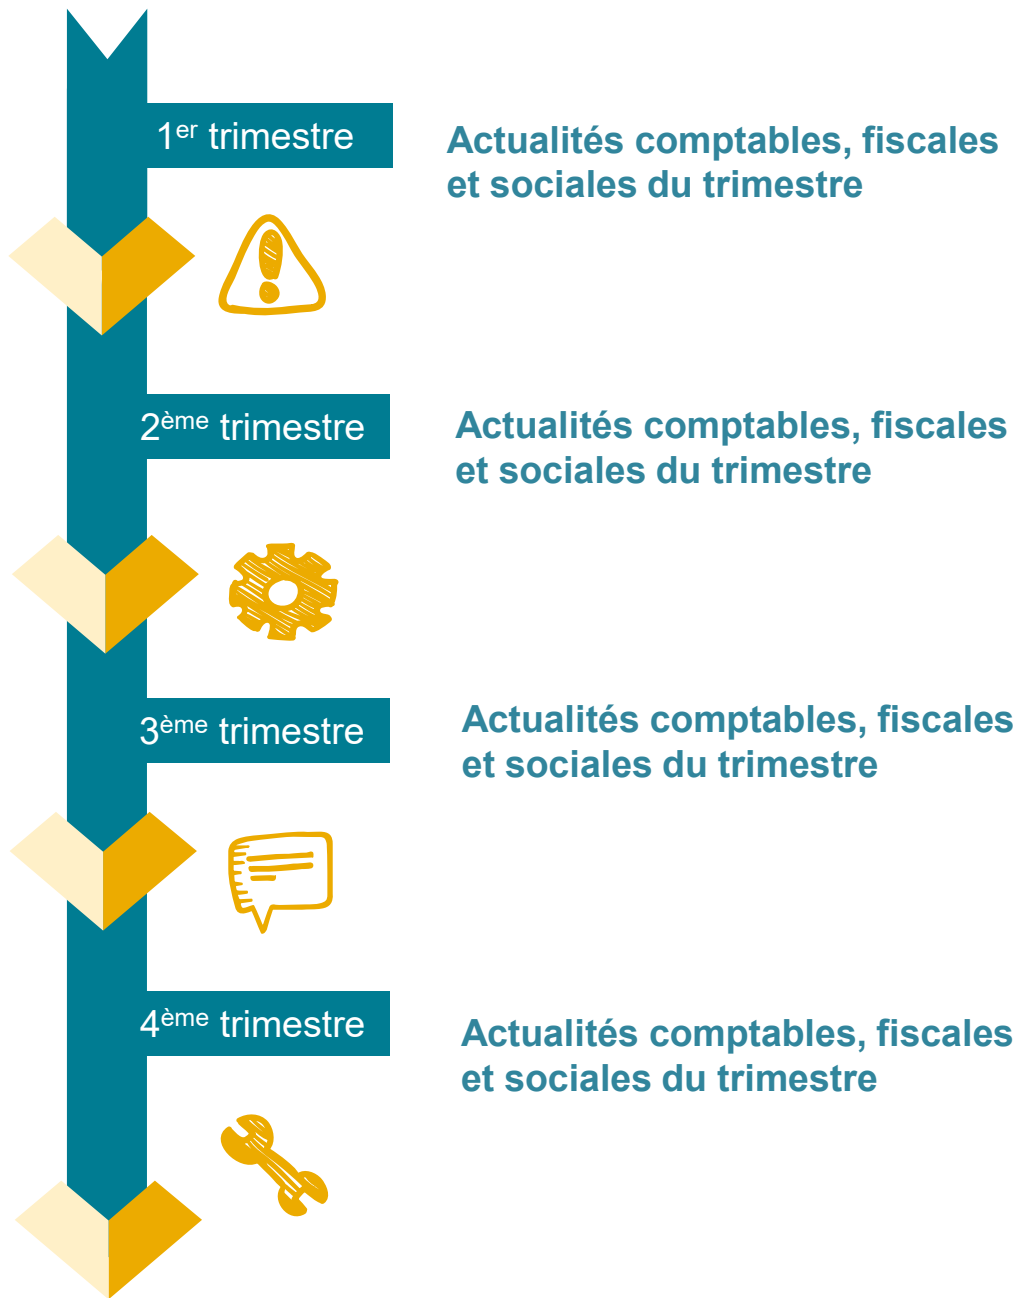 1er trimestre
Actualités comptables, fiscales
et sociales du trimestre
2ème trimestre
Actualités comptables, fiscales
et sociales du trimestre
3ème trimestre
Actualités comptables, fiscales
et sociales du trimestre
4ème trimestre
Actualités comptables, fiscales
et sociales du trimestre